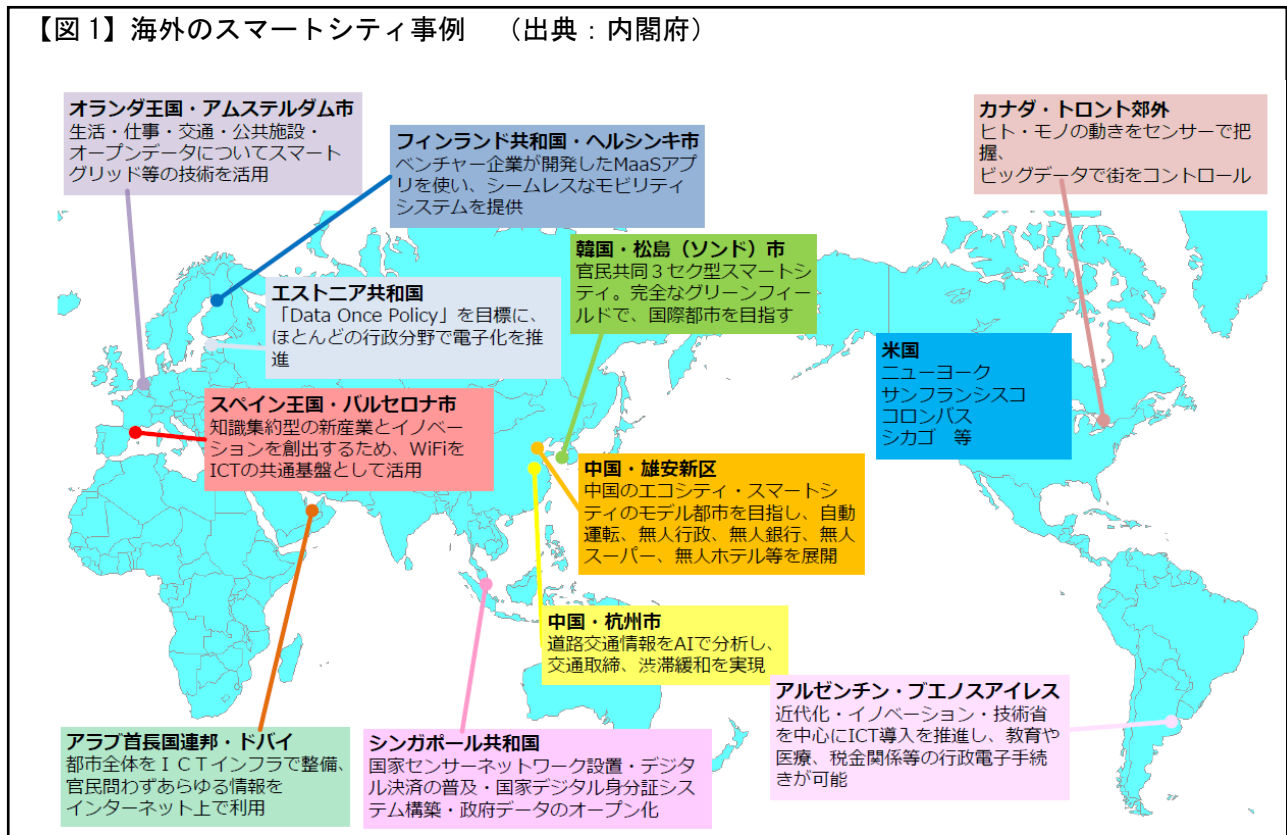 【図1】海外のスマートシティ事例　（出典：内閣府）
オランダ王国・アムステルダム市
生活・仕事・交通・公共施設・
オープンデータについてスマート
グリッド等の技術を活用
フィンランド共和国・ヘルシンキ市
ベンチャー企業が開発したMaaSアプ
リを使い、シームレスなモビリティ
システムを提供
カナダ・トロント郊外
ヒト・モノの動きをセンサーで把
握、
ビッグデータで街をコントロール
韓国・松島（ソンド）市
官民共同３セク型スマートシ
ティ。完全なグリーンフィー
ルドで、国際都市を目指す
エストニア共和国
「Data Once Policy」を目標に、
ほとんどの行政分野で電子化を推
進
米国
ニューヨーク
サンフランシスコ
コロンバス
シカゴ　等
スペイン王国・バルセロナ市
知識集約型の新産業とイノベー
ションを創出するため、WiFiを
ICTの共通基盤として活用
中国・雄安新区
中国のエコシティ・スマートシ
ティのモデル都市を目指し、自動
運転、無人行政、無人銀行、無人
スーパー、無人ホテル等を展開
中国・杭州市
道路交通情報をAIで分析し、
交通取締、渋滞緩和を実現
アルゼンチン・ブエノスアイレス
近代化・イノベーション・技術省
を中心にICT導入を推進し、教育や
医療、税金関係等の行政電子手続
きが可能
アラブ首長国連邦・ドバイ
都市全体をＩＣＴインフラで整備、
官民問わずあらゆる情報を
インターネット上で利用
シンガポール共和国
国家センサーネットワーク設置・デジタ
ル決済の普及・国家デジタル身分証シス
テム構築・政府データのオープン化